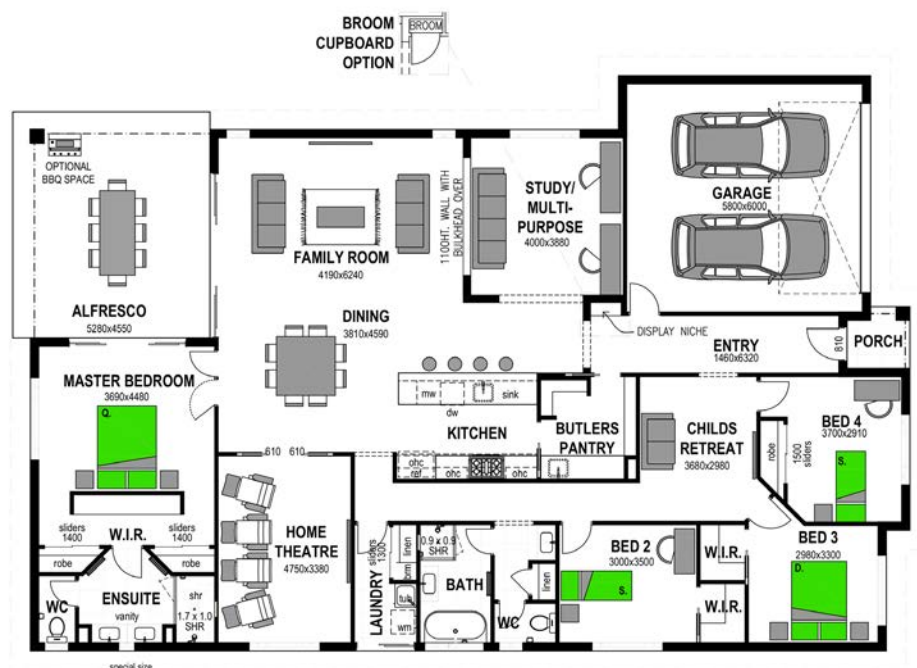 BROOM
CUPBOARD
OPTION
BROOM
OPTIONAL
BBQ SPACE
ALFRESCO
5280x4550
FAMILY ROOM
4190x6240
1100HT. WALL WITH
BULKHEAD OVER
STUDY/
MULTI-
PURPOSE
4000x3880
GARAGE
5800x6000
DINING
3810x4590
DISPLAY NICHE
ENTRY
1460x6320
810
PORCH
MASTER BEDROOM
3690x4480
Q.
mw
sink
dw
KITCHEN
BUTLERS
PANTRY
CHILDS
RETREAT
3680x2980
BED 4
3700x2910
robe
1500
sliders
S.
610 610
ohc
ref
ohc
ohc
sliders
1400
W.I.R.
sliders
1400
robe
robe
HOME
THEATRE
4750x3380
WC
ENSUITE
vanity
shr
1.7 x 1.0
SHR
LAUNDRY
sliders
1300
linen
brm
tub
wm
0.9 x 0.9
SHR
BATH
WC
linen
BED 2
3000x3500
S.
W.I.R.
W.I.R.
BED 3
2980x3300
D.
special size